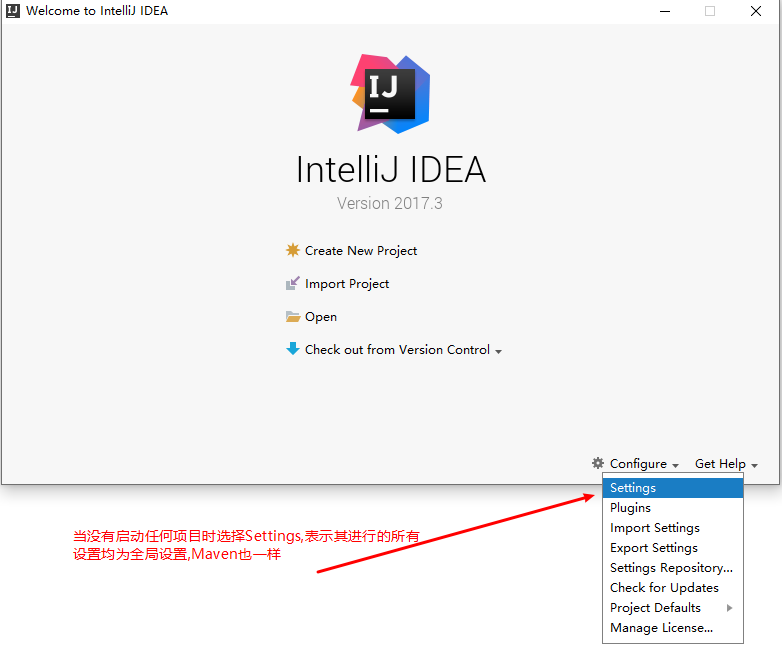 Welcome to IntelliJ IDEA
IJ
IntelliJ IDEA
Version 2017.3
Create New Project
Import Project
Open
Check out from Version Control
Configure
Get Help
Settings
Plugins
Import Settings
Export Settings
Settings Repository...
Check for Updates
Project Defaults
Manage License...
当没有启动任何项目时选择Settings,表示其进行的所有
设置均为全局设置,Maven也一样